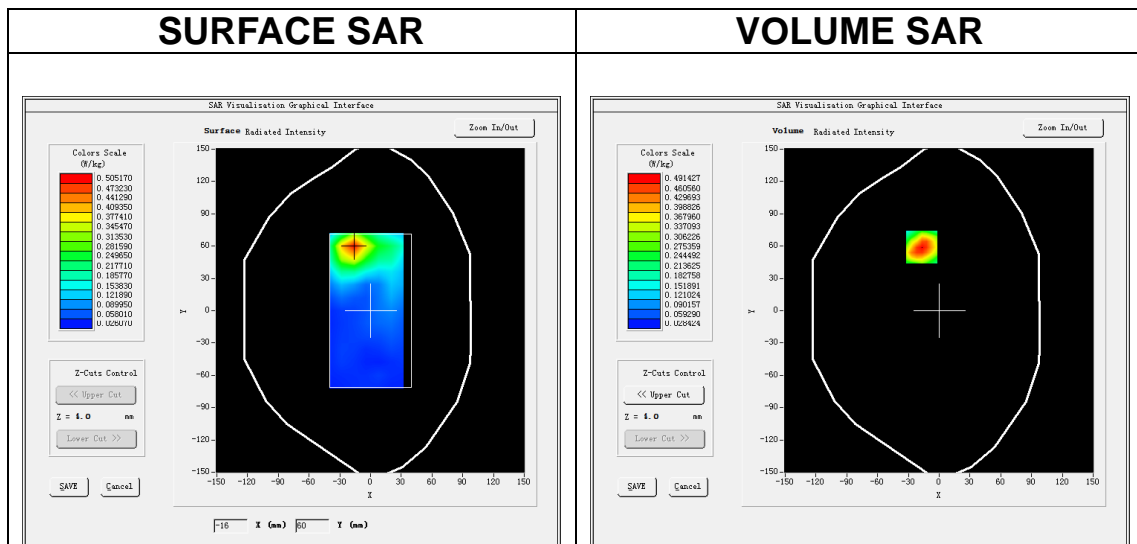 SURFACE SAR
SAR Visualisation Graphical Interface
Surface Radiated Intensity
Zoom In/Out
Colors Scale
(W/kg)
0.505170
0.473230
0.441290
0.409350
0.377410
0.345470
0.313530
0.281590
0.249650
0.217710
0.185770
0.153830
0.121890
0.089950
0.058010
0.026070
150
120
90
60
30
0
-30
-60
-90
-120
-150
Y
-150 -120 -90 -60 -30 0 30 60 90 120 150
X
Z-Cuts Control
<< Upper Cut
Z = 4.0 mm
Lower Cut >>
SAVE Cancel
-16 X (mm) 60 Y (mm)
VOLUME SAR
SAR Visualisation Graphical Interface
Volume Radiated Intensity
Zoom In/Out
Colors Scale
(W/kg)
0.491427
0.460560
0.429693
0.398826
0.367960
0.337093
0.306226
0.275359
0.244492
0.213625
0.182758
0.151891
0.121024
0.090157
0.059290
0.028424
150
120
90
60
30
0
-30
-60
-90
-120
-150
Y
-150 -120 -90 -60 -30 0 30 60 90 120 150
X
Z-Cuts Control
<< Upper Cut
Z = 4.0 mm
Lower Cut >>
SAVE Cancel